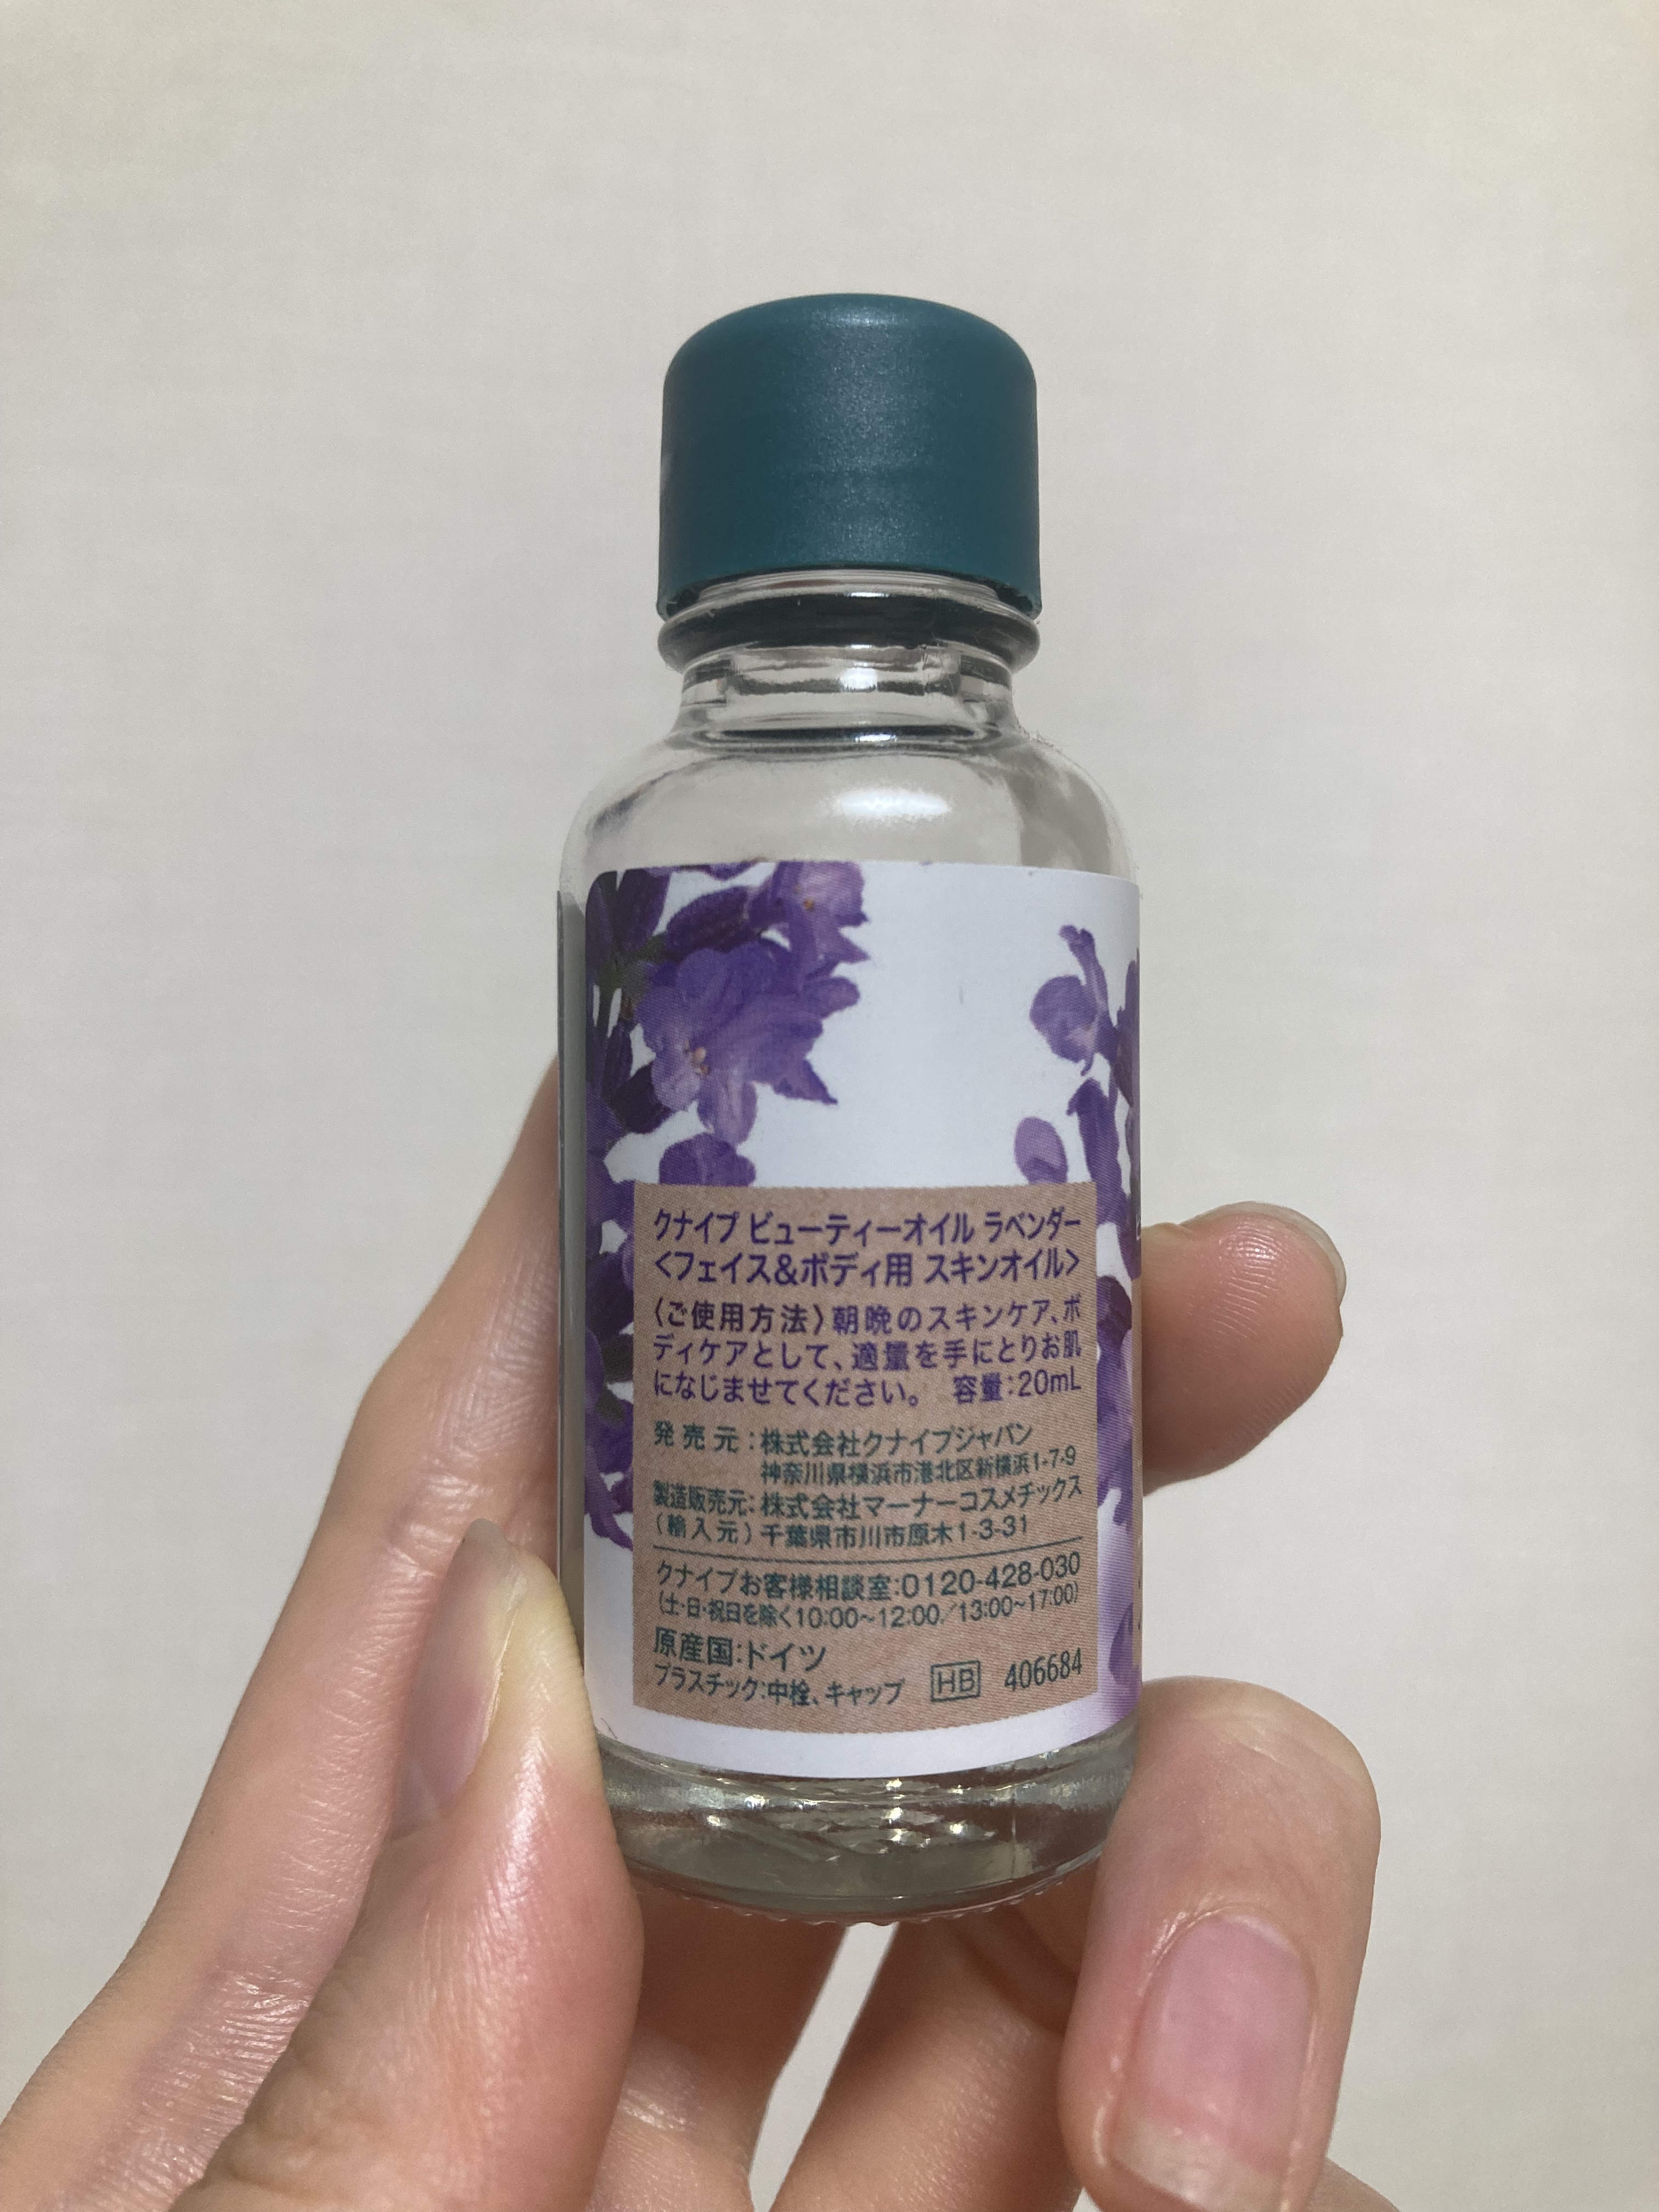 クナイプ ビューティーオイル ラベンダー
<フェイス&ボディ用 スキンオイル>
〈ご使用方法〉朝晩のスキンケア、ボ
ディケアとして、適量を手にとりお肌
になじませてください。 容量:20mL
発売元:株式会社クナイプジャパン
神奈川県横浜市港北区新横浜1-7-9
製造販売元:株式会社マーナーコスメチックス
(輸入元)千葉県市川市原木1-3-31
クナイプお客様相談室:0120-428-030
(土・日・祝日を除く10:00~12:00/13:00~17:00)
原産国:ドイツ
プラスチック:中栓、キャップ HB 406684